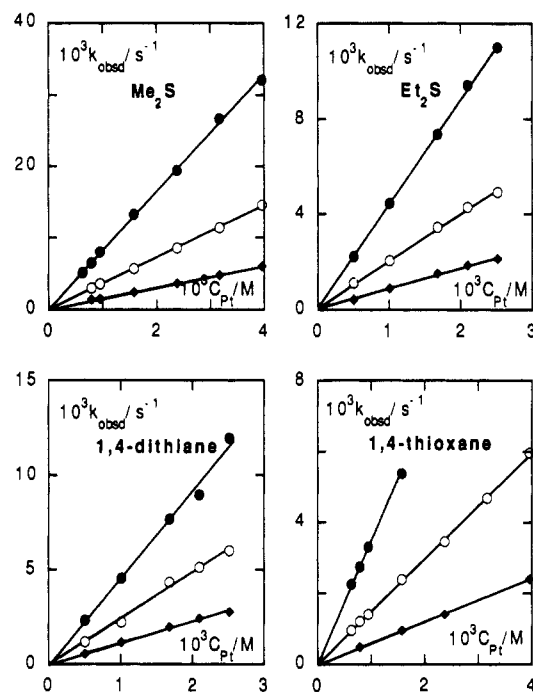 40
10³k_obsd/ s⁻¹
Me₂S
20
0
10³C_Pt/M
0 2 4
12
10³k_obsd/ s⁻¹
Et₂S
8
4
0
10³C_Pt/M
0 1 2 3
15
10³k_obsd/ s⁻¹
1,4-dithiane
10
5
0
10³C_Pt/M
0 1 2 3
8
10³k_obsd/ s⁻¹
1,4-thioxane
4
0
10³C_Pt/M
0 1 2 3 4